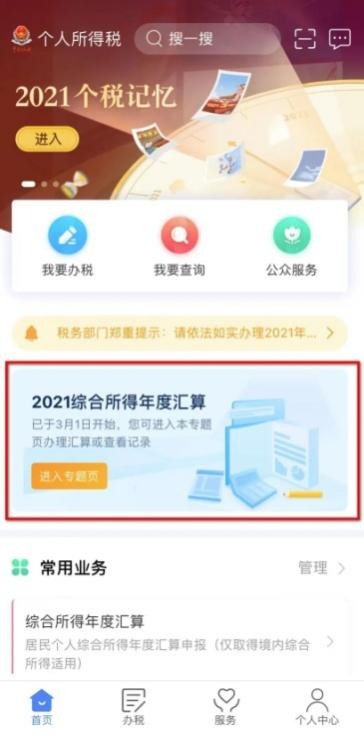 个人所得税
搜一搜
2021个税记忆
进入
我要办税
我要查询
公众服务
税务部门郑重提示：请依法如实办理2021年...
2021综合所得年度汇算
已于3月1日开始，您可进入本专题
页办理汇算或查看记录
进入专题页
常用业务
管理
综合所得年度汇算
居民个人综合所得年度汇算申报（仅取得境内综合
所得适用）
首页
办税
服务
个人中心